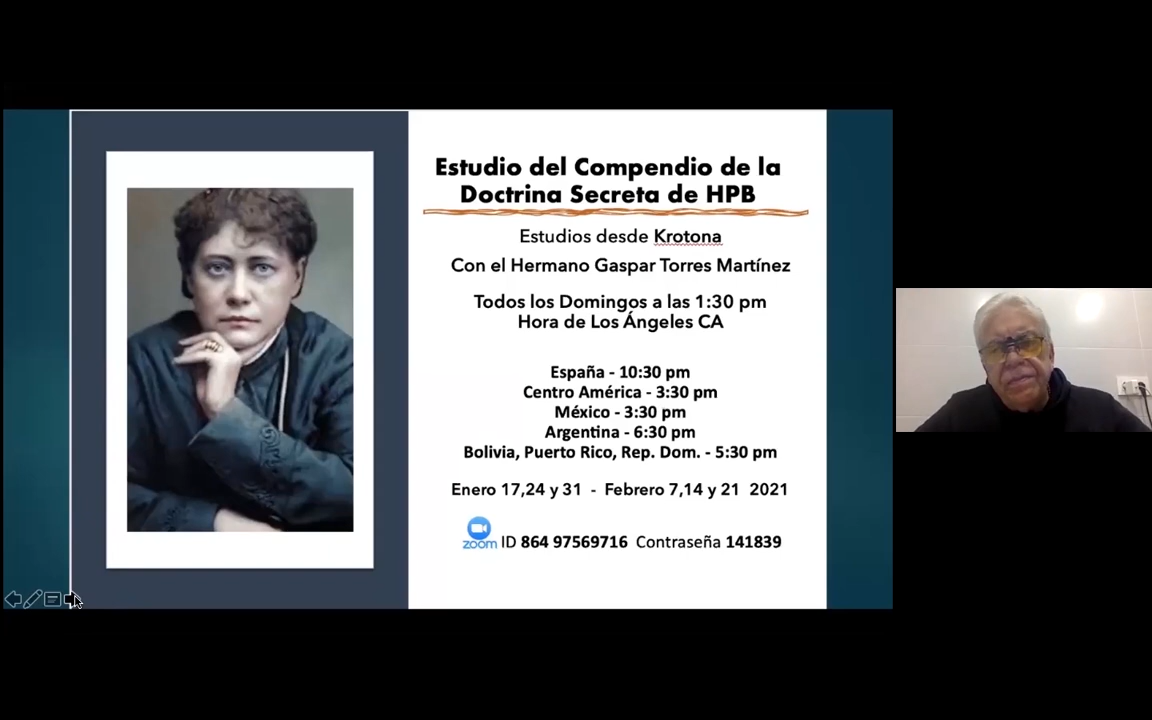 Estudio del Compendio de la
Doctrina Secreta de HPB
Estudios desde Krotona
Con el Hermano Gaspar Torres Martínez
Todos los Domingos a las 1:30 pm
Hora de Los Ángeles CA
España - 10:30 pm
Centro América - 3:30 pm
México - 3:30 pm
Argentina - 6:30 pm
Bolivia, Puerto Rico, Rep. Dom. - 5:30 pm
Enero 17,24 y 31 - Febrero 7,14 y 21 2021
zoom ID 864 97569716 Contraseña 141839